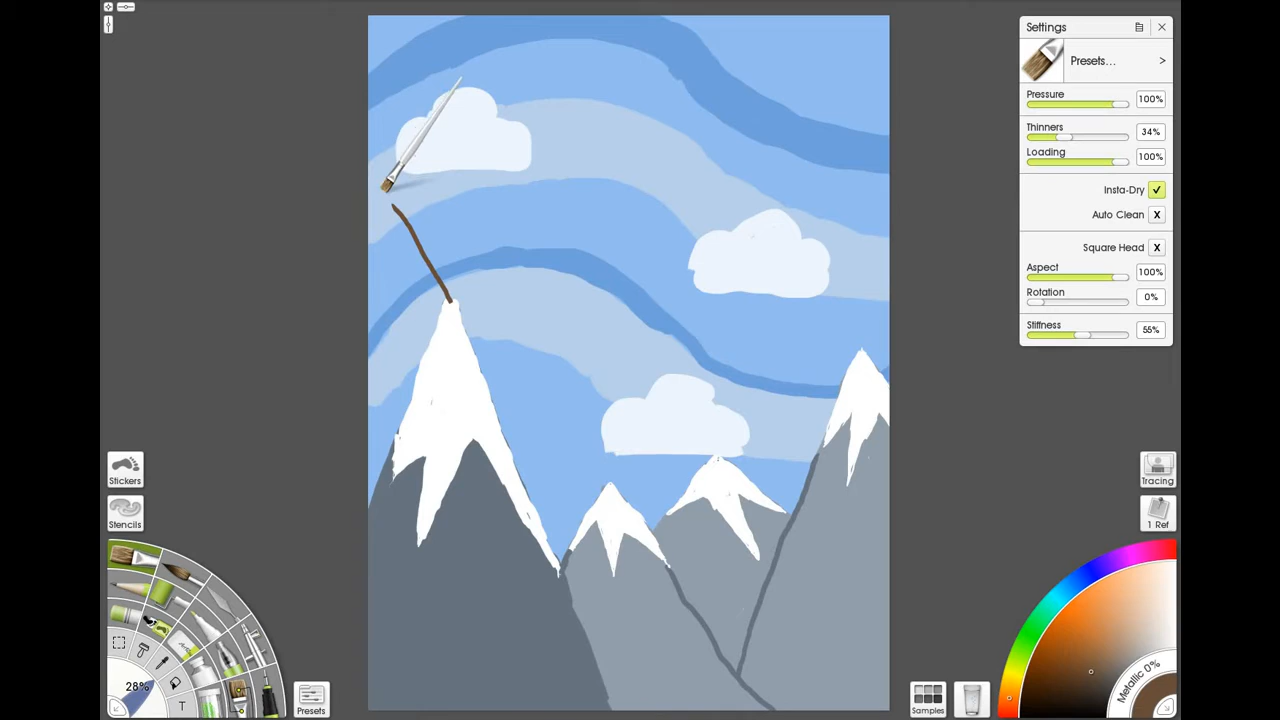 Settings
Presets... >
Pressure
100%
Thinners
34%
Loading
100%
Insta-Dry ✓
Auto Clean X
Square Head X
Aspect
100%
Rotation
0%
Stiffness
55%
Stickers
Stencils
Tracing
1 Ref
28%
T
Presets
Samples
Metallic 0%